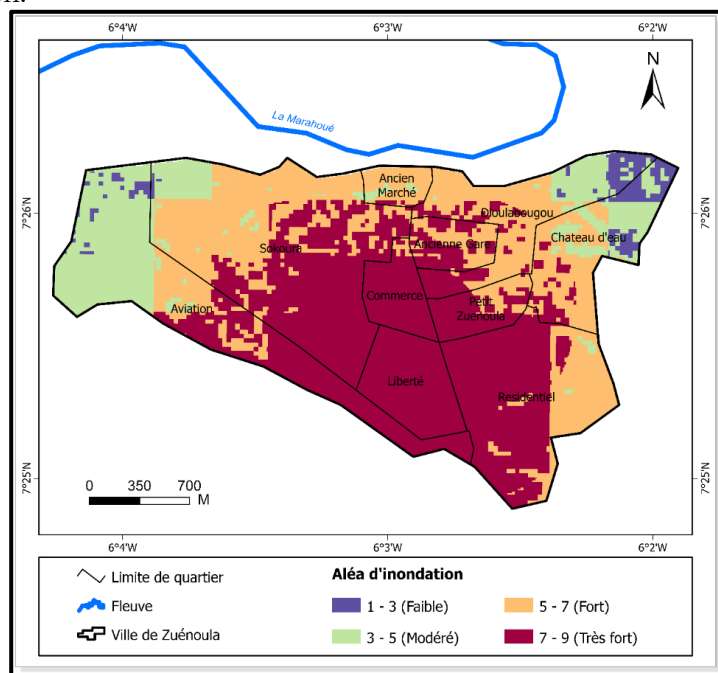 6°4'W 6°3'W 6°2'W
N
La Marahoué
7°26'N
7°26'N
Ancien
Marché
Dioulabougou
Sokoura
Ancienne Gare
Chateau d'eau
Commerce
Aviation
Petit
Zuenoula
Liberté
Residentiel
0 350 700
M
7°25'N
7°25'N
6°4'W 6°3'W 6°2'W
Limite de quartier
Fleuve
Ville de Zuénoula
Aléa d'inondation
1 - 3 (Faible)
3 - 5 (Modéré)
5 - 7 (Fort)
7 - 9 (Très fort)